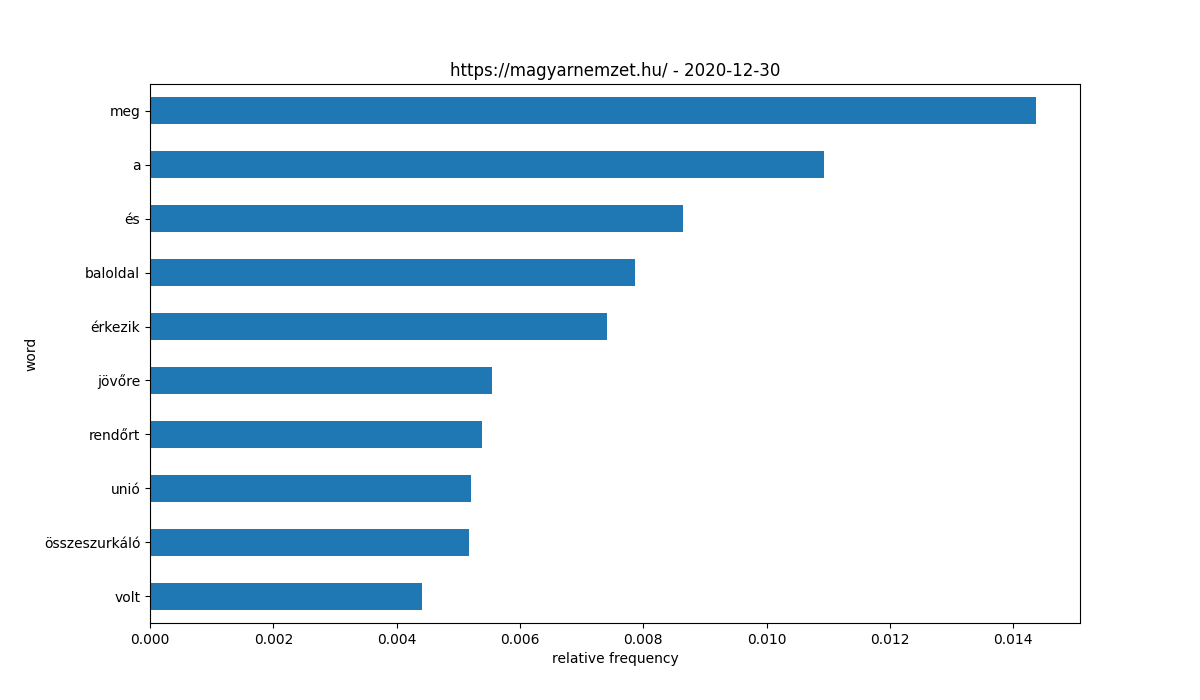 https://magyarnemzet.hu/ - 2020-12-30
meg
a
és
baloldal
érkezik
jövőre
rendőrt
unió
összeszurkáló
volt
word
0.000 0.002 0.004 0.006 0.008 0.010 0.012 0.014
relative frequency